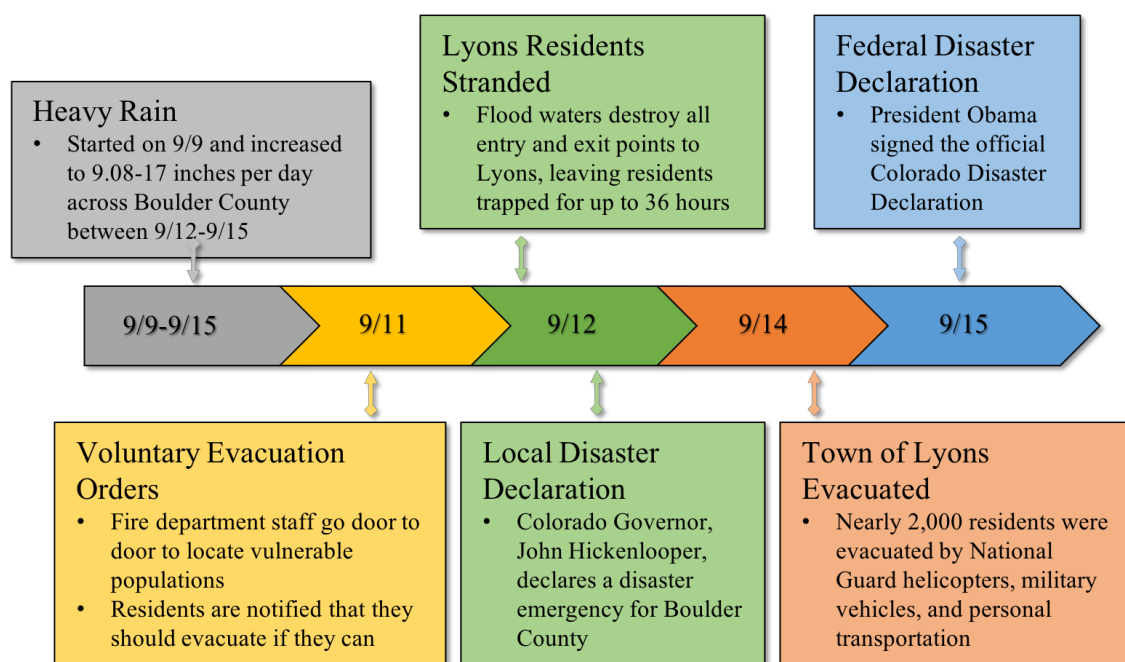 Heavy Rain
• Started on 9/9 and increased
to 9.08-17 inches per day
across Boulder County
between 9/12-9/15
Lyons Residents
Stranded
• Flood waters destroy all
entry and exit points to
Lyons, leaving residents
trapped for up to 36 hours
Federal Disaster
Declaration
• President Obama
signed the official
Colorado Disaster
Declaration
9/9-9/15
9/11
9/12
9/14
9/15
Voluntary Evacuation
Orders
• Fire department staff go door to
door to locate vulnerable
populations
• Residents are notified that they
should evacuate if they can
Local Disaster
Declaration
• Colorado Governor,
John Hickenlooper,
declares a disaster
emergency for Boulder
County
Town of Lyons
Evacuated
• Nearly 2,000 residents were
evacuated by National
Guard helicopters, military
vehicles, and personal
transportation